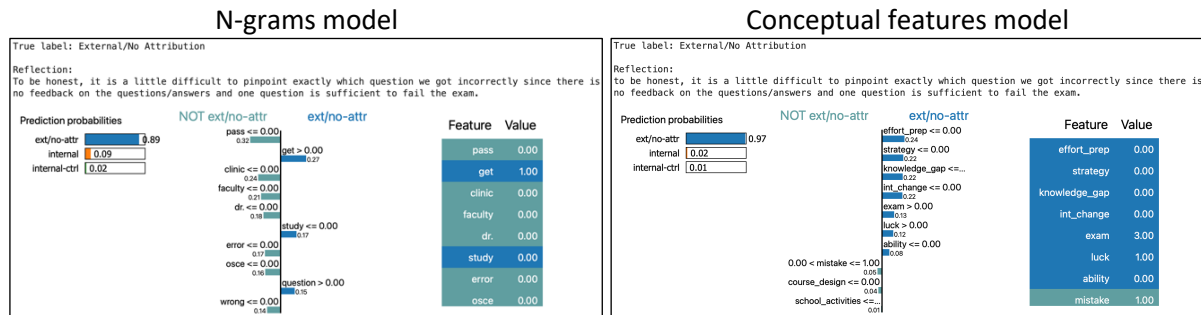 N-grams model
True label: External/No Attribution
Reflection:
To be honest, it is a little difficult to pinpoint exactly which question we got incorrectly since there is
no feedback on the questions/answers and one question is sufficient to fail the exam.
Prediction probabilities
ext/no-attr 0.89
internal 0.09
internal-ctrl 0.02
NOT ext/no-attr ext/no-attr
pass <= 0.00
0.32
get > 0.00
0.27
clinic <= 0.00
0.24
faculty <= 0.00
0.21
dr. <= 0.00
0.18
study <= 0.00
0.17
error <= 0.00
0.17
osce <= 0.00
0.16
question > 0.00
0.15
wrong <= 0.00
0.14
Feature Value
pass 0.00
get 1.00
clinic 0.00
faculty 0.00
dr. 0.00
study 0.00
error 0.00
osce 0.00
Conceptual features model
True label: External/No Attribution
Reflection:
to be honest, it is a little difficult to pinpoint exactly which question we got incorrectly since there is
no feedback on the questions/answers and one question is sufficient to fail the exam.
Prediction probabilities
ext/no-attr 0.97
internal 0.02
internal-ctrl 0.01
NOT ext/no-attr ext/no-attr
effort_prep <= 0.00
0.24
strategy <= 0.00
0.22
knowledge_gap <=...
0.22
int_change <= 0.00
0.22
exam > 0.00
0.13
luck > 0.00
0.12
ability <= 0.00
0.08
0.00 < mistake <= 1.00
0.05
course_design <= 0.00
0.04
school_activities <=...
0.01
Feature Value
effort_prep 0.00
strategy 0.00
knowledge_gap 0.00
int_change 0.00
exam 3.00
luck 1.00
ability 0.00
mistake 1.00